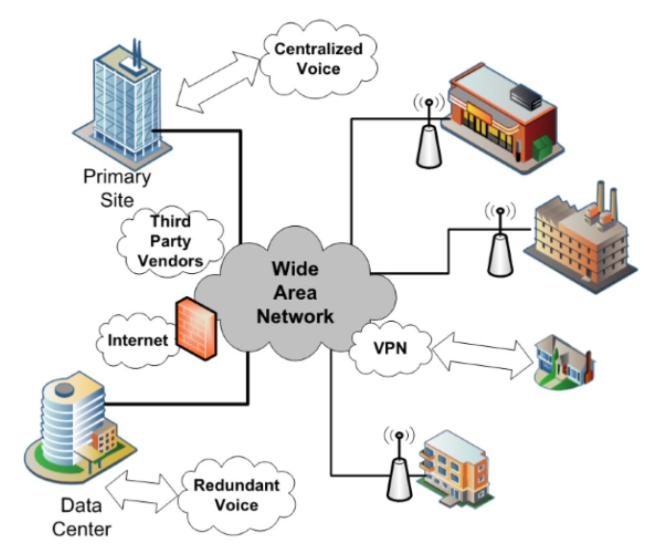 Centralized
Voice
Primary
Site
Third
Party
Vendors
Wide
Area
Network
Internet
VPN
Redundant
Voice
Data
Center